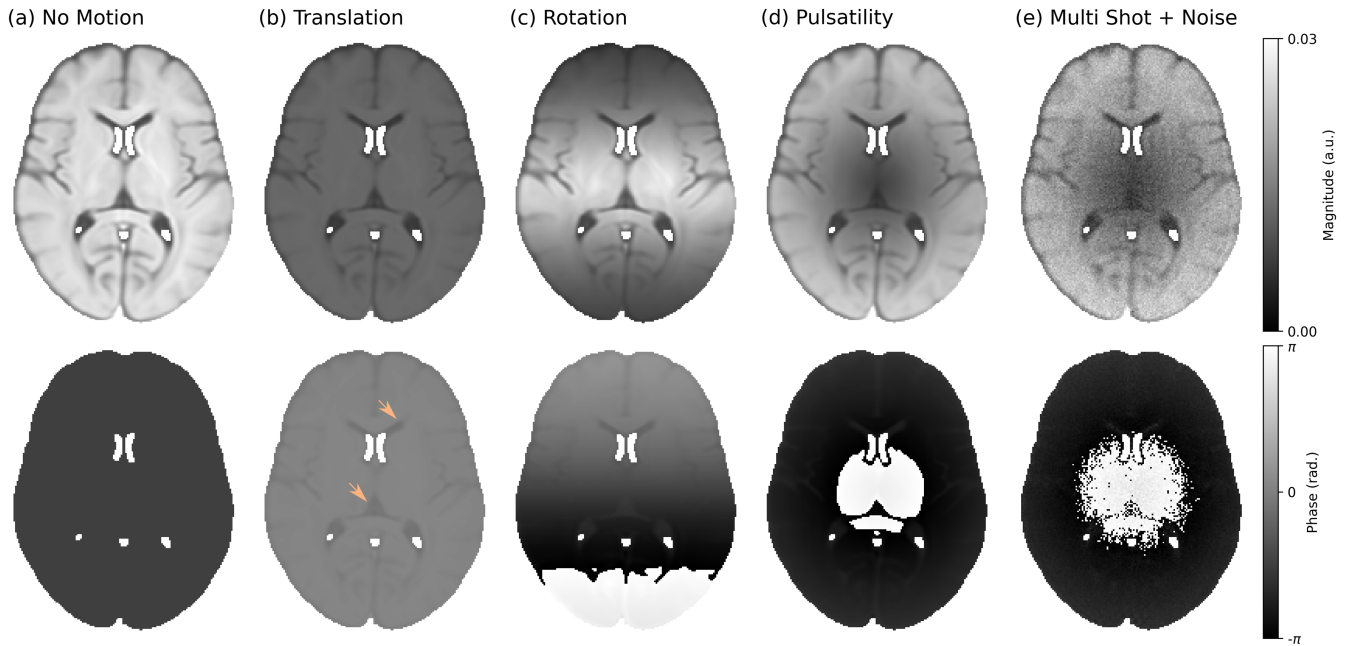 (a) No Motion
(b) Translation
(c) Rotation
(d) Pulsatility
(e) Multi Shot + Noise
0.03
Magnitude (a.u.)
0.00
π
0
Phase (rad.)
-π